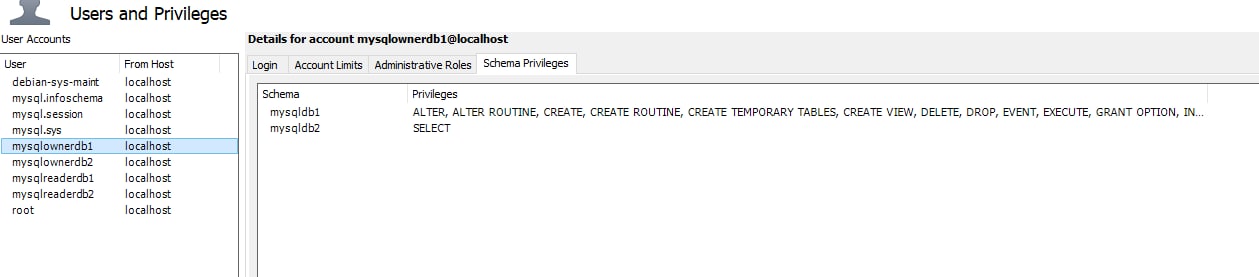 Users and Privileges
User Accounts
User From Host
debian-sys-maint localhost
mysql.infoschema localhost
mysql.session localhost
mysql.sys localhost
mysqlownerdb1 localhost
mysqlownerdb2 localhost
mysqlreaderdb1 localhost
mysqlreaderdb2 localhost
root localhost
Details for account mysqlownerdb1@localhost
Login Account Limits Administrative Roles Schema Privileges
Schema Privileges
mysqldb1 ALTER, ALTER ROUTINE, CREATE, CREATE ROUTINE, CREATE TEMPORARY TABLES, CREATE VIEW, DELETE, DROP, EVENT, EXECUTE, GRANT OPTION, IN...
mysqldb2 SELECT